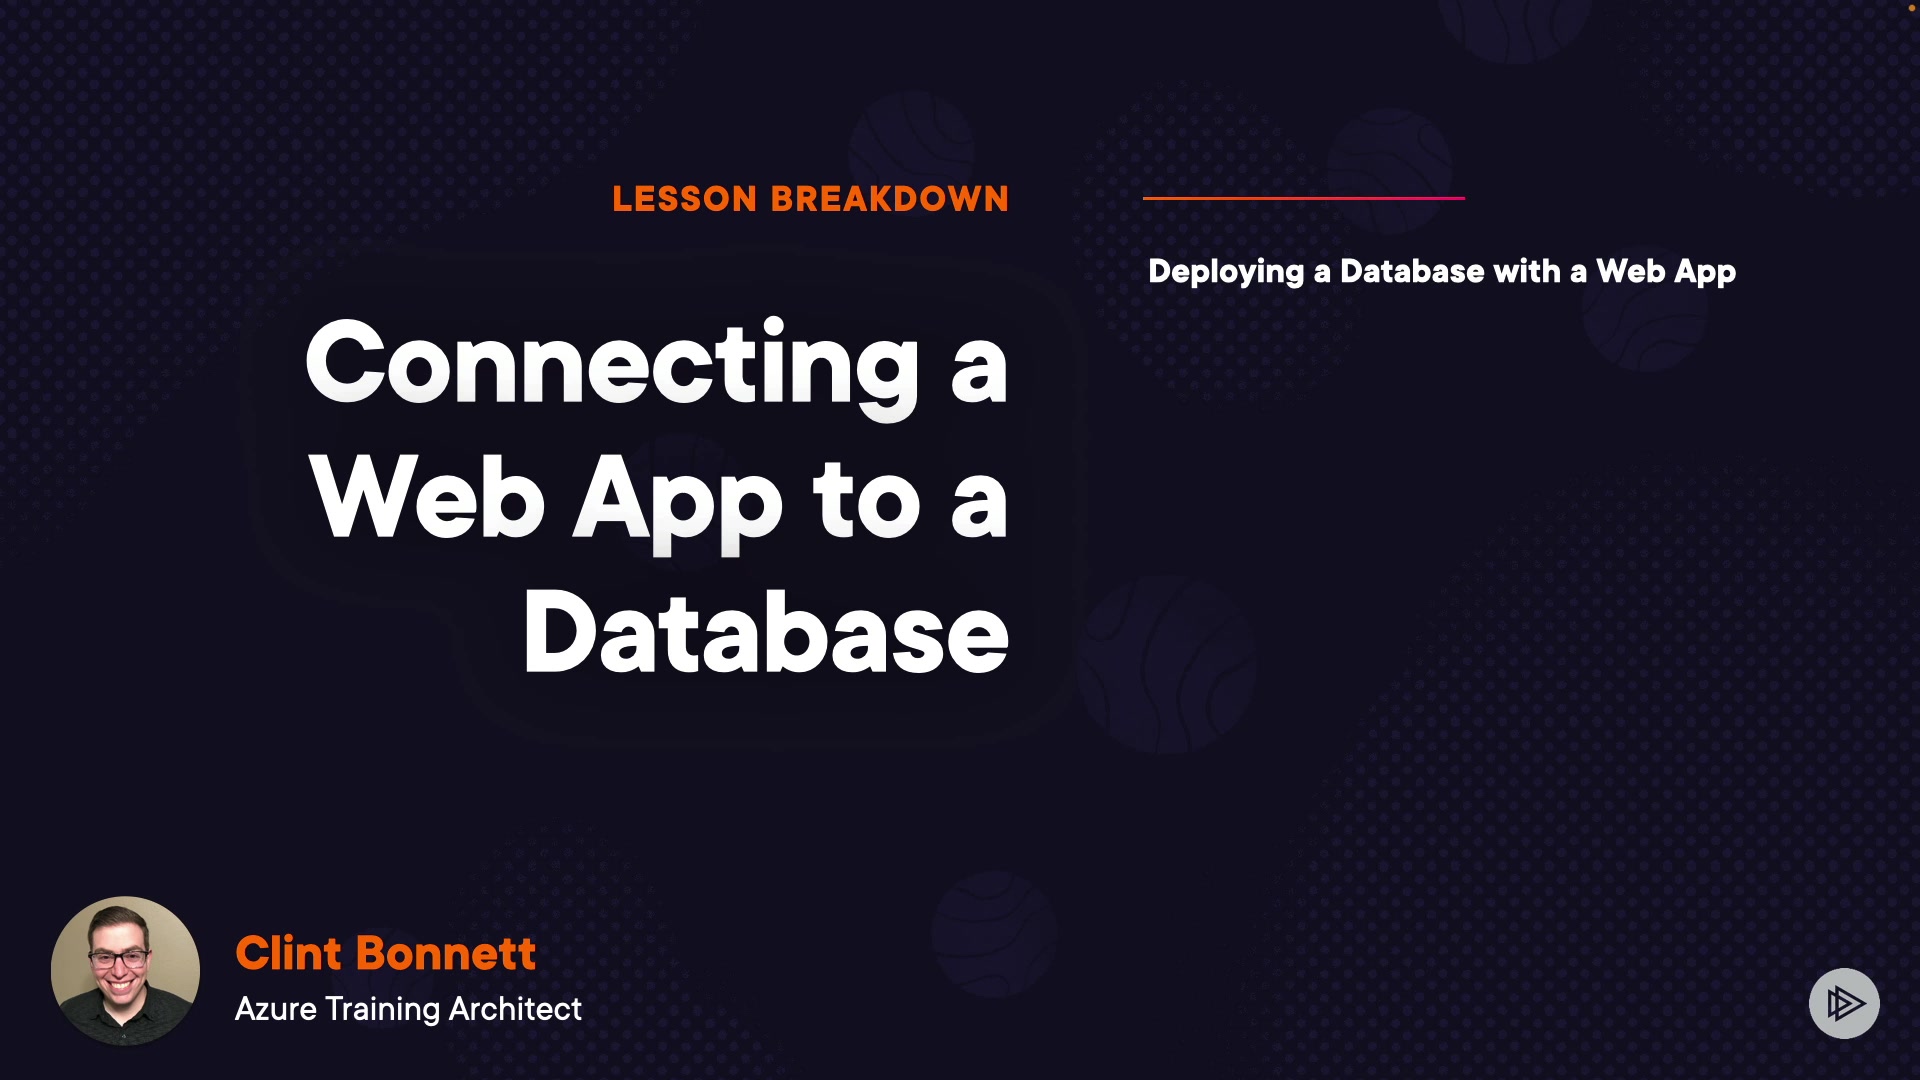 LESSON BREAKDOWN
Connecting a
Web App to a
Database
Deploying a Database with a Web App
Clint Bonnett
Azure Training Architect